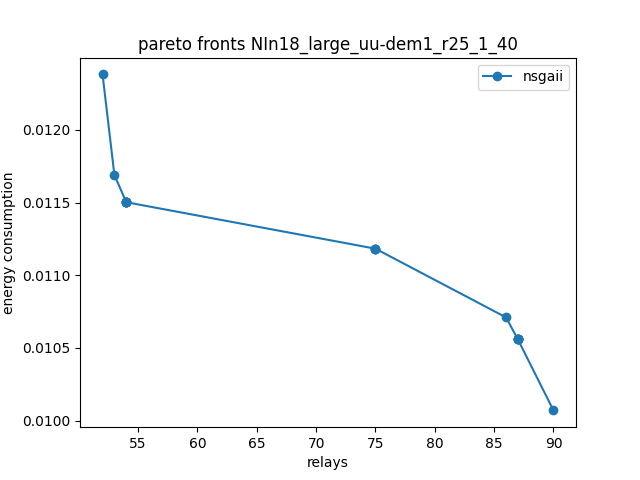 pareto fronts NIn18_large_uu-dem1_r25_1_40
nsgaii
0.0120
0.0115
0.0110
0.0105
0.0100
energy consumption
55 60 65 70 75 80 85 90
relays